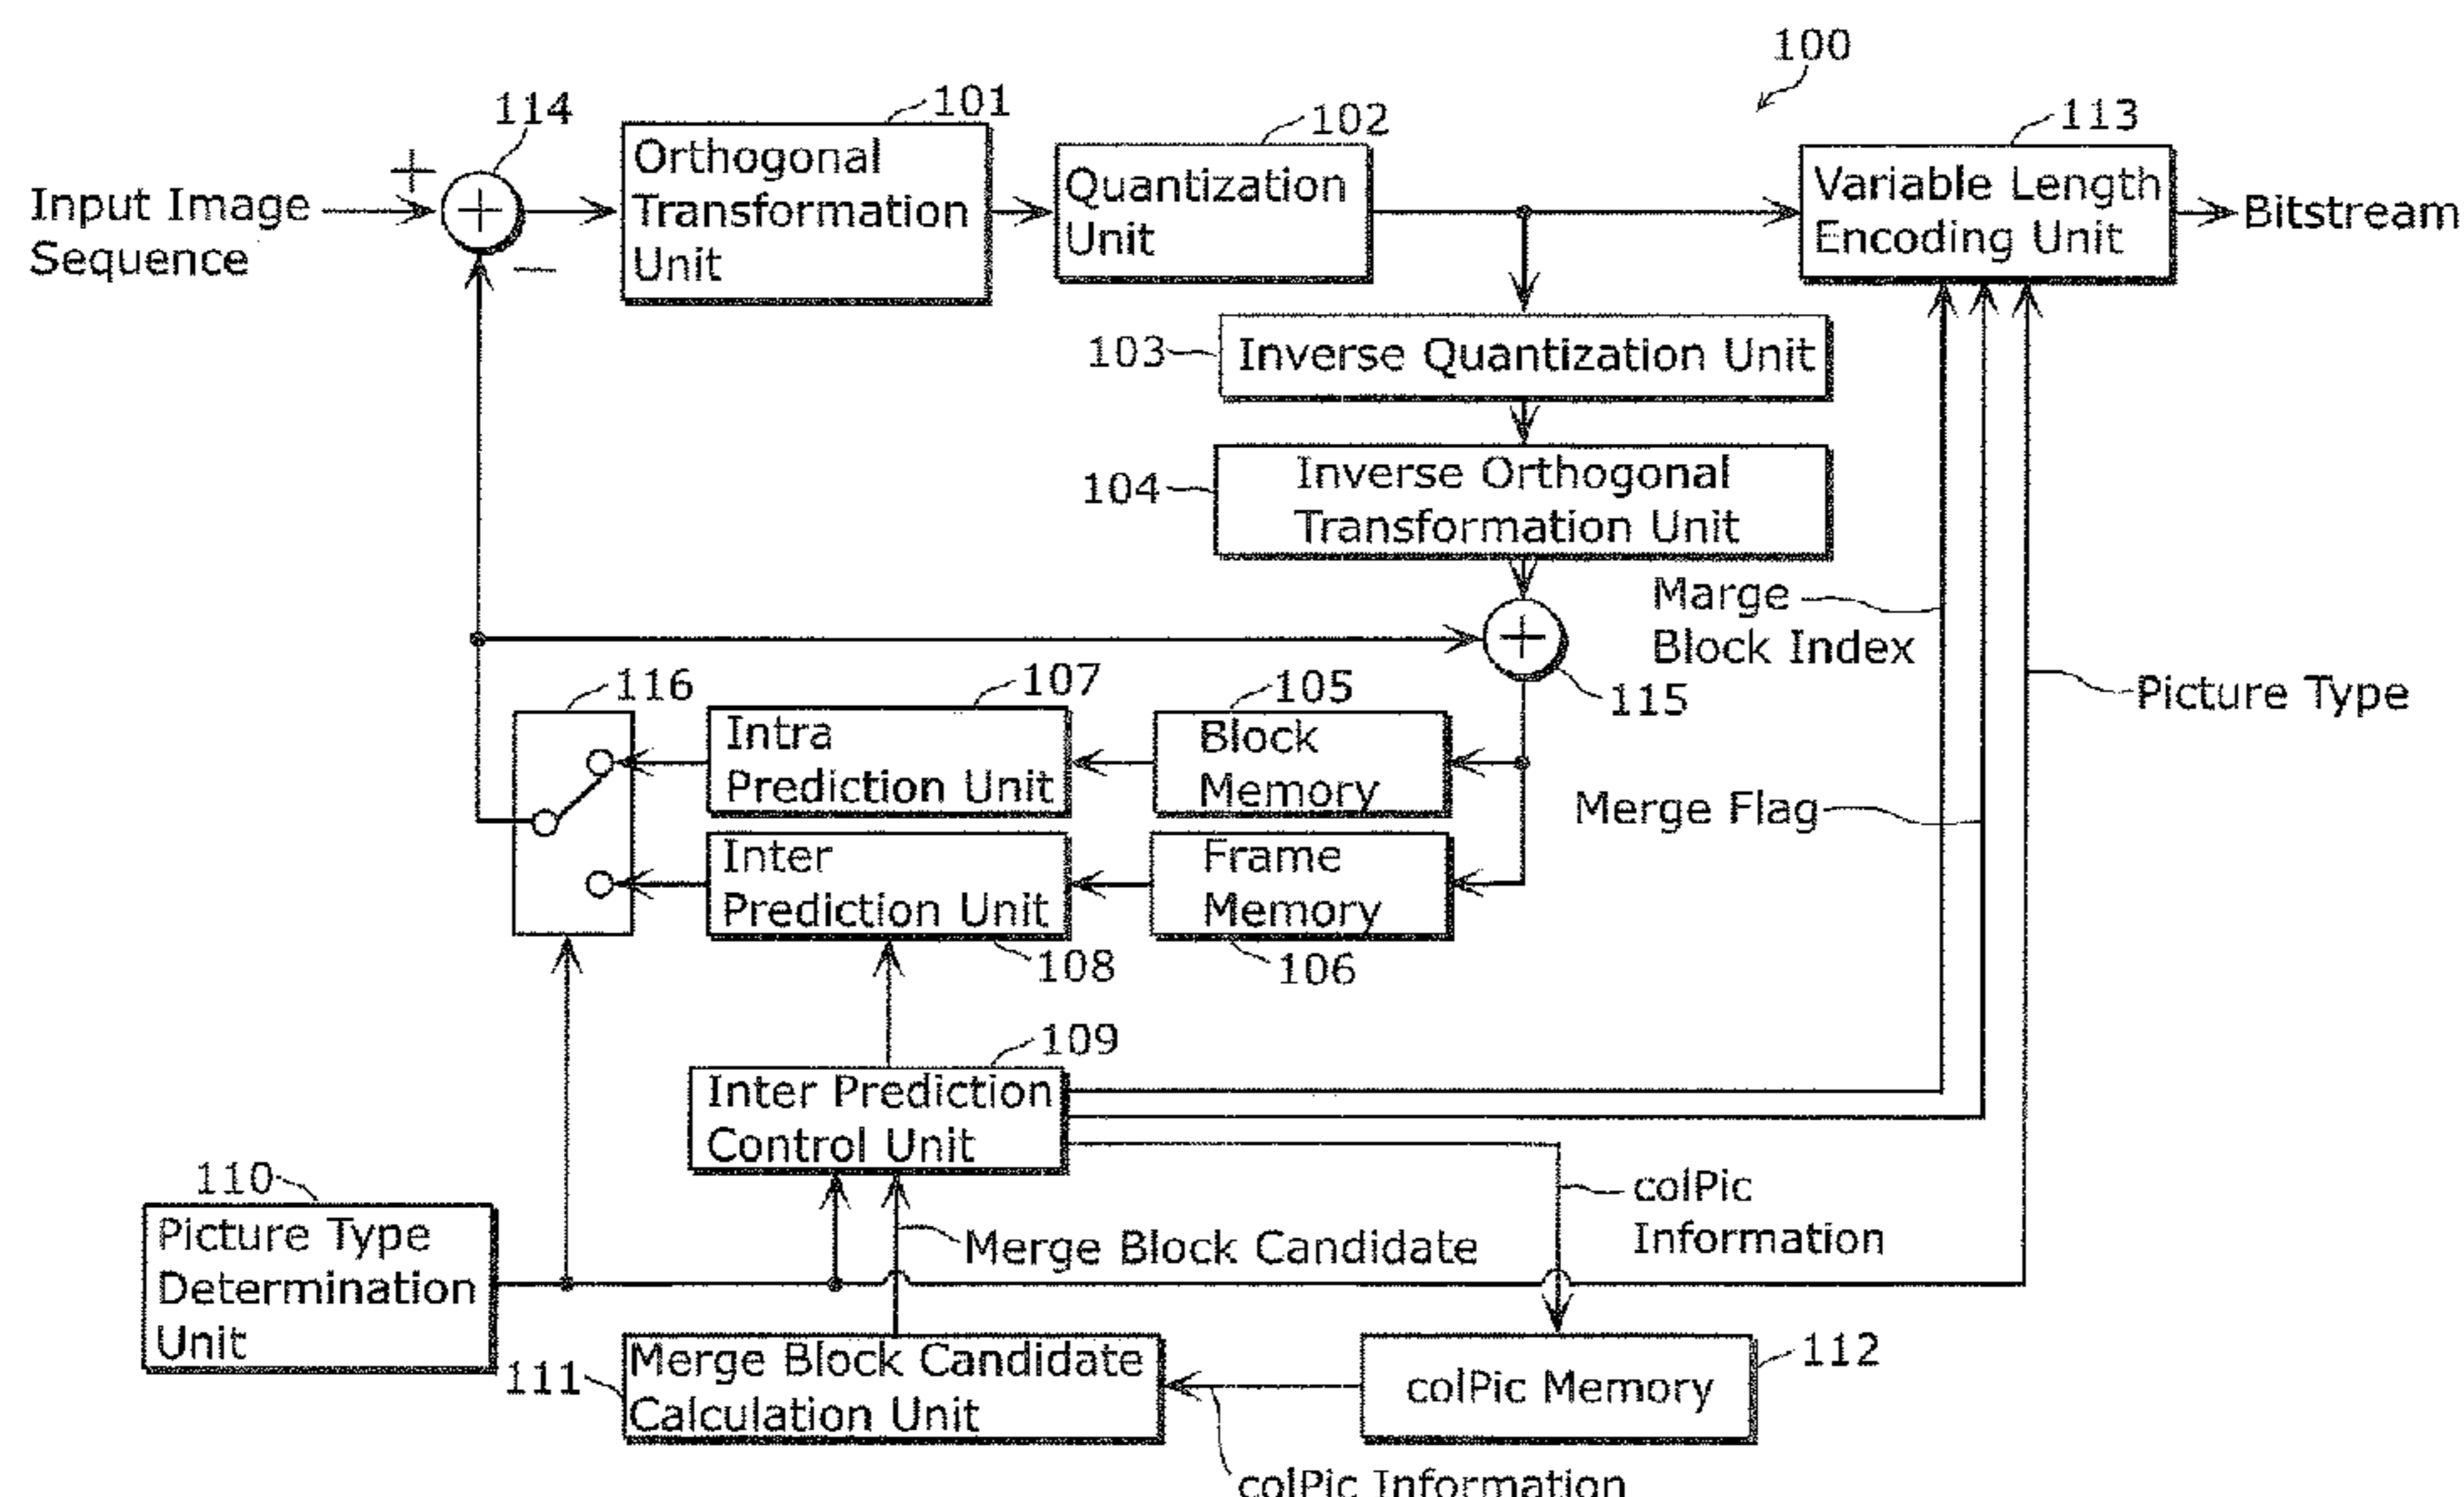 100
114
101
102
113
+
Input Image
Sequence
+
−
Orthogonal
Transformation
Unit
Quantization
Unit
Variable Length
Encoding Unit
Bitstream
103
Inverse Quantization Unit
104
Inverse Orthogonal
Transformation Unit
Marge
Block Index
+
115
Picture Type
116
107
105
Intra
Prediction Unit
Block
Memory
Merge Flag
Inter
Prediction Unit
Frame
Memory
108
106
109
Inter Prediction
Control Unit
110
Picture Type
Determination
Unit
colPic
Information
Merge Block Candidate
111
Merge Block Candidate
Calculation Unit
colPic Memory
112
colPic Information